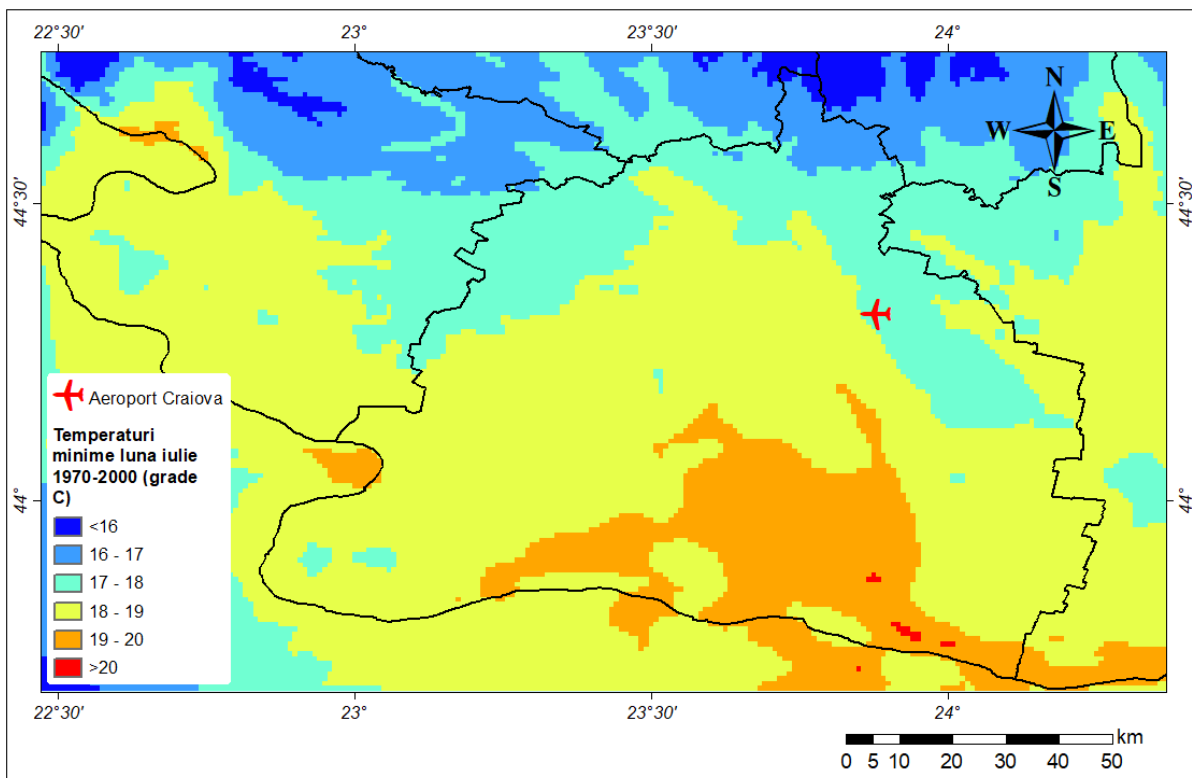 22°30' 23° 23°30' 24°
N
W E
S
44°30' 44°30'
Aeroport Craiova
Temperaturi
minime luna iulie
1970-2000 (grade
C)
<16
16 - 17
17 - 18
18 - 19
19 - 20
>20
44° 44°
22°30' 23° 23°30' 24°
km
0 5 10 20 30 40 50